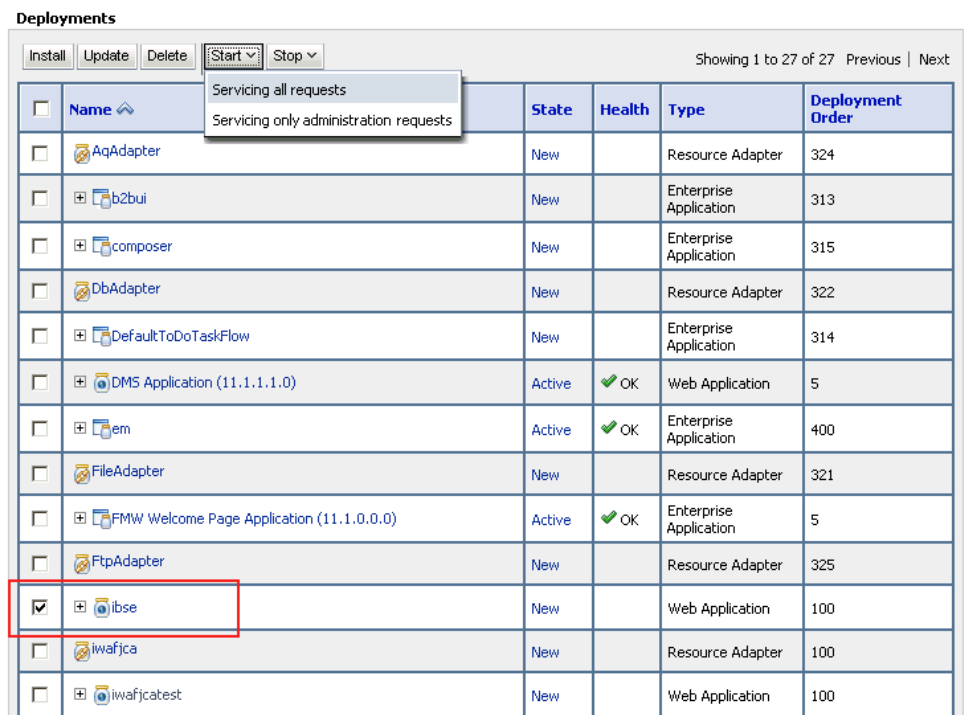 Deployments
Install Update Delete Start Stop Showing 1 to 27 of 27 Previous | Next
Servicing all requests
Servicing only administration requests
Name State Health Type Deployment Order
AqAdapter New Resource Adapter 324
b2bui New Enterprise Application 313
composer New Enterprise Application 315
DbAdapter New Resource Adapter 322
DefaultToDoTaskFlow New Enterprise Application 314
DMS Application (11.1.1.1.0) Active OK Web Application 5
em Active OK Enterprise Application 400
FileAdapter New Resource Adapter 321
FMW Welcome Page Application (11.1.0.0.0) Active OK Enterprise Application 5
FtpAdapter New Resource Adapter 325
ibse New Web Application 100
iwafjca New Resource Adapter 100
iwafjcatest New Web Application 100